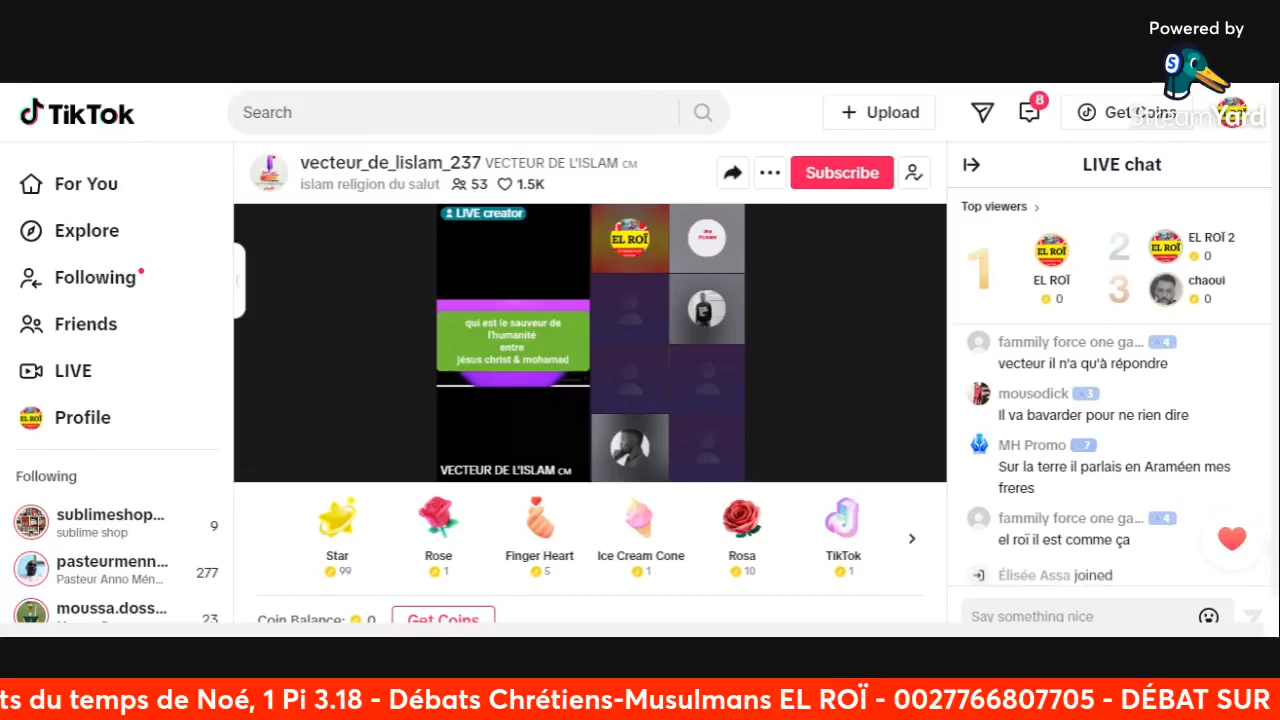 Powered by
StreamYard
TikTok
Search
Upload
8
Get Coins
For You
Explore
Following
Friends
LIVE
Profile
Following
sublimeshop...
sublime shop
9
pasteurmenn...
Pasteur Anno Mén...
277
moussa.doss...
23
vecteur_de_lislam_237 VECTEUR DE L'ISLAM CM
islam religion du salut 53 1.5K
Subscribe
LIVE creator
EL ROÏ
qui est le sauveur de
l'humanité
entre
jésus christ & mohamad
VECTEUR DE L'ISLAM CM
Star
99
Rose
1
Finger Heart
5
Ice Cream Cone
1
Rosa
10
TikTok
1
Coin Balance: 0
Get Coins
LIVE chat
Top viewers
1
EL ROÏ
0
2
EL ROÏ 2
0
3
chaoui
0
fammily force one ga... 4
vecteur il n'a qu'à répondre
mousodick 3
Il va bavarder pour ne rien dire
MH Promo 7
Sur la terre il parlais en Araméen mes
freres
fammily force one ga... 4
el roï il est comme ça
Élisée Assa joined
Say something nice
ts du temps de Noé, 1 Pi 3.18 - Débats Chrétiens-Musulmans EL ROÏ - 0027766807705 - DÉBAT SUR